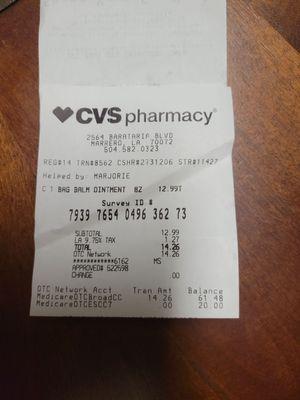 CVS pharmacy®
2564 BARATARIA BLVD
MARRERO, LA 70072
504.582.0323
REG#14 TRN#8562 CSHR#2731206 STR#11427
Helped by: MARJORIE
C 1 BAG BALM OINTMENT 8Z 12.99T
Survey ID #
7939 7654 0496 362 73
SUBTOTAL 12.99
LA 9.75% TAX 1.27
TOTAL 14.26
OTC Network 14.26
************6162 MS
APPROVED# 522598
CHANGE .00
OTC Network Acct Tran Amt Balance
MedicareOTCBroadCC 14.26 61.48
MedicareOTCESCC7 .00 20.00